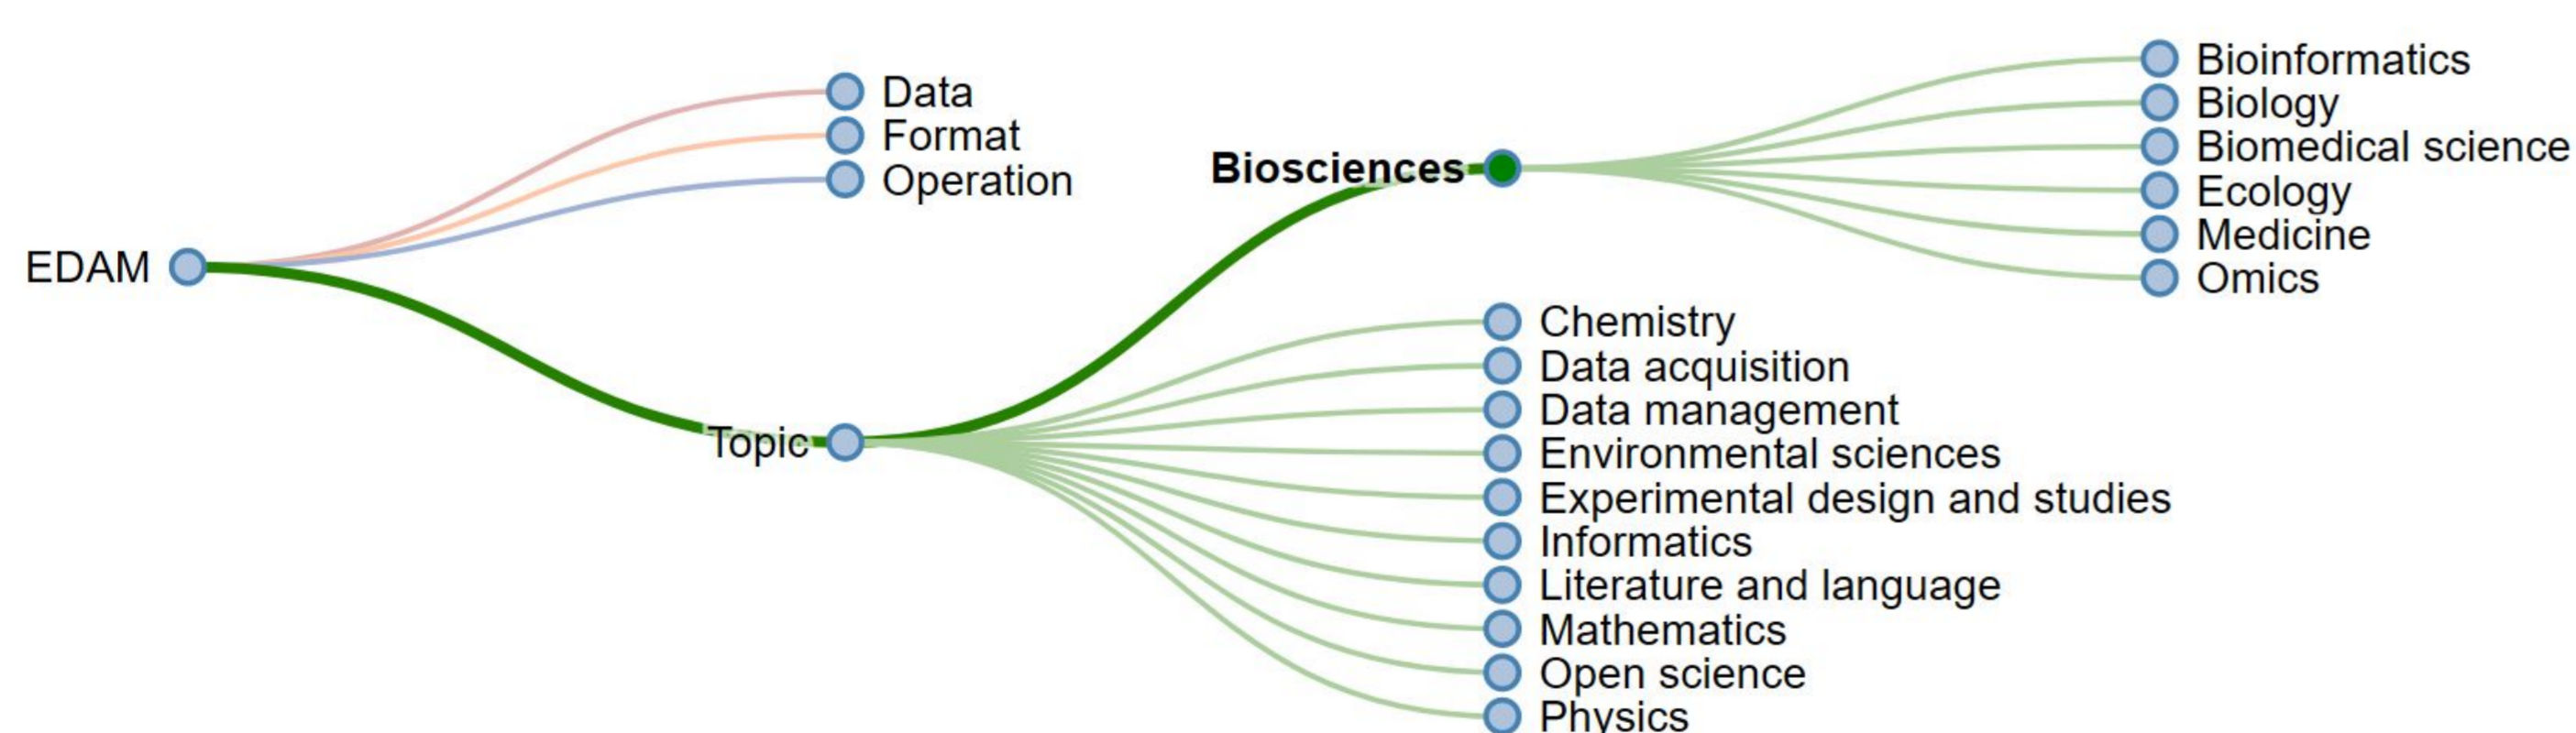 EDAM
Data
Format
Operation
Topic
Biosciences
Bioinformatics
Biology
Biomedical science
Ecology
Medicine
Omics
Chemistry
Data acquisition
Data management
Environmental sciences
Experimental design and studies
Informatics
Literature and language
Mathematics
Open science
Physics